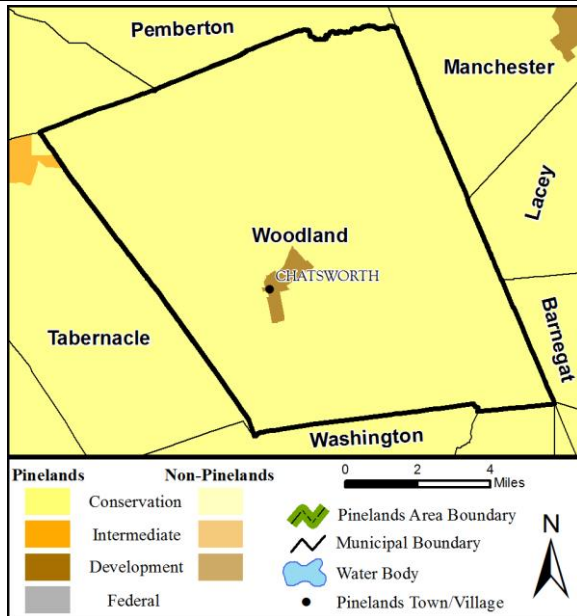 Pemberton
Manchester
Lacey
Woodland
CHATSWORTH
Barnegat
Tabernacle
Washington
Pinelands Non-Pinelands
Conservation
Intermediate
Development
Federal
0 2 4
Miles
Pinelands Area Boundary
Municipal Boundary
Water Body
Pinelands Town/Village
N